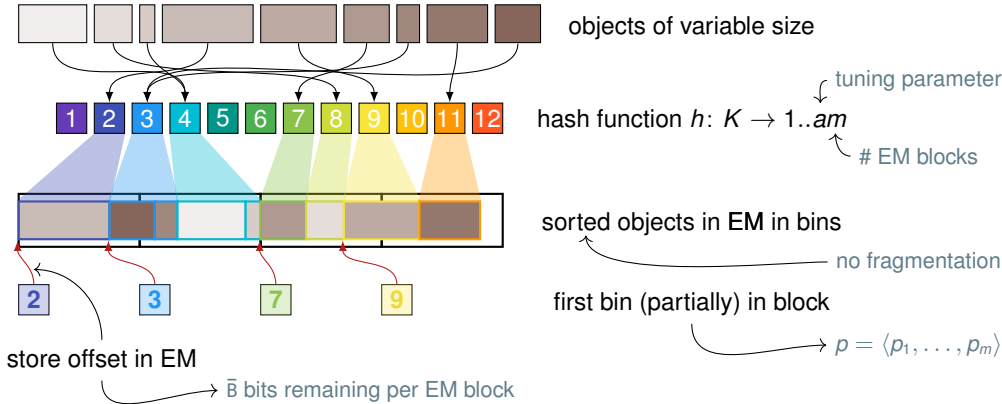 objects of variable size
tuning parameter
1 2 3 4 5 6 7 8 9 10 11 12
hash function h: K → 1..am
# EM blocks
sorted objects in EM in bins
no fragmentation
2 3 7 9
first bin (partially) in block
store offset in EM
p = ⟨p₁, . . . , pₘ⟩
B̄ bits remaining per EM block